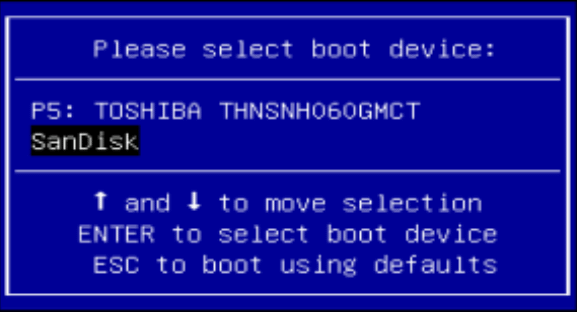 Please select boot device:
P5: TOSHIBA THNSNH060GMCT
SanDisk
↑ and ↓ to move selection
ENTER to select boot device
ESC to boot using defaults